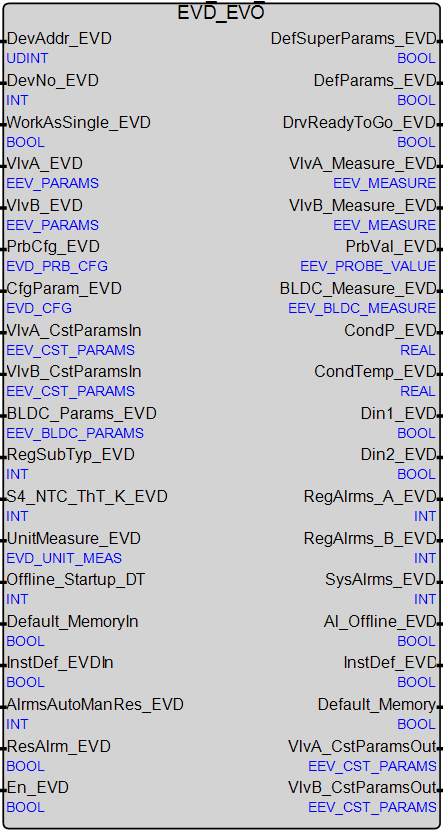 EVD_EVO
DevAddr_EVD
UDINT
DevNo_EVD
INT
WorkAsSingle_EVD
BOOL
VlvA_EVD
EEV_PARAMS
VlvB_EVD
EEV_PARAMS
PrbCfg_EVD
EVD_PRB_CFG
CfgParam_EVD
EVD_CFG
VlvA_CstParamsIn
EEV_CST_PARAMS
VlvB_CstParamsIn
EEV_CST_PARAMS
BLDC_Params_EVD
EEV_BLDC_PARAMS
RegSubTyp_EVD
INT
S4_NTC_ThT_K_EVD
INT
UnitMeasure_EVD
EVD_UNIT_MEAS
Offline_Startup_DT
INT
Default_MemoryIn
BOOL
InstDef_EVDIn
BOOL
AlrmsAutoManRes_EVD
INT
ResAlrm_EVD
BOOL
En_EVD
BOOL
DefSuperParams_EVD
BOOL
DefParams_EVD
BOOL
DrvReadyToGo_EVD
BOOL
VlvA_Measure_EVD
EEV_MEASURE
VlvB_Measure_EVD
EEV_MEASURE
PrbVal_EVD
EEV_PROBE_VALUE
BLDC_Measure_EVD
EEV_BLDC_MEASURE
CondP_EVD
REAL
CondTemp_EVD
REAL
Din1_EVD
BOOL
Din2_EVD
BOOL
RegAlrms_A_EVD
INT
RegAlrms_B_EVD
INT
SysAlrms_EVD
INT
Al_Offline_EVD
BOOL
InstDef_EVD
BOOL
Default_Memory
BOOL
VlvA_CstParamsOut
EEV_CST_PARAMS
VlvB_CstParamsOut
EEV_CST_PARAMS